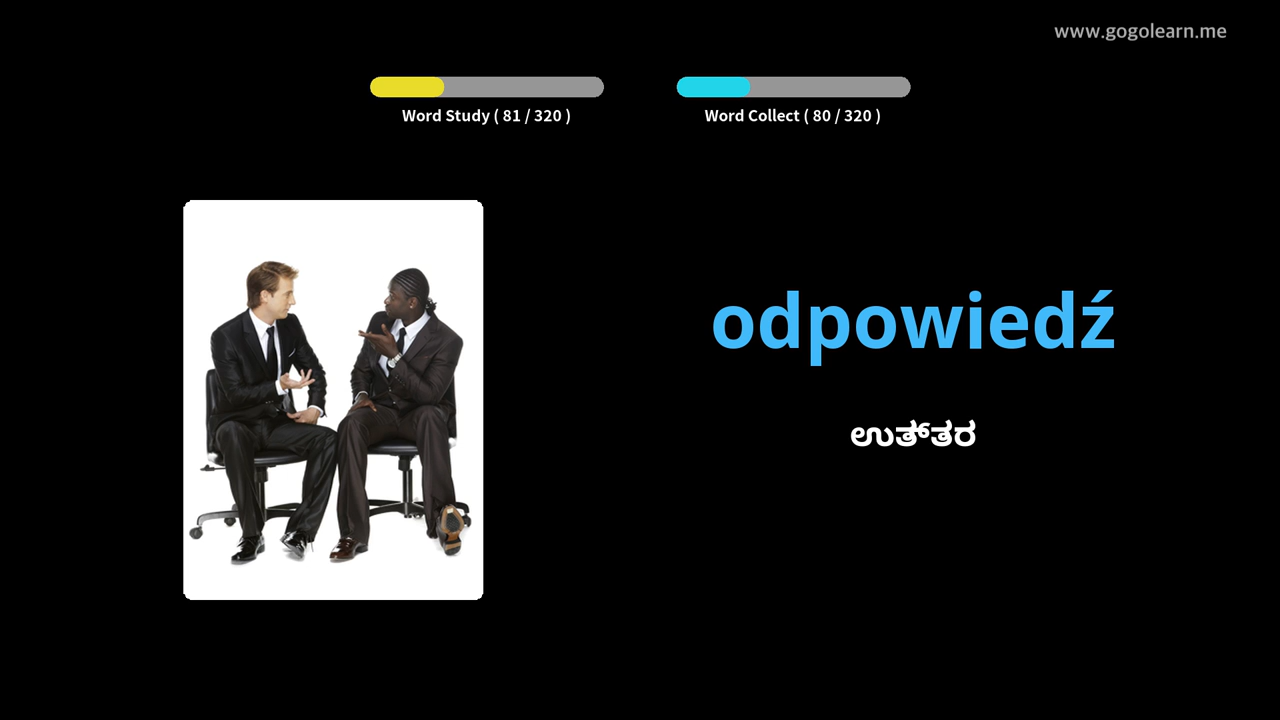 www.gogolearn.me
Word Study ( 81 / 320 )
Word Collect ( 80 / 320 )
odpowiedź
ಉತ್ತರ